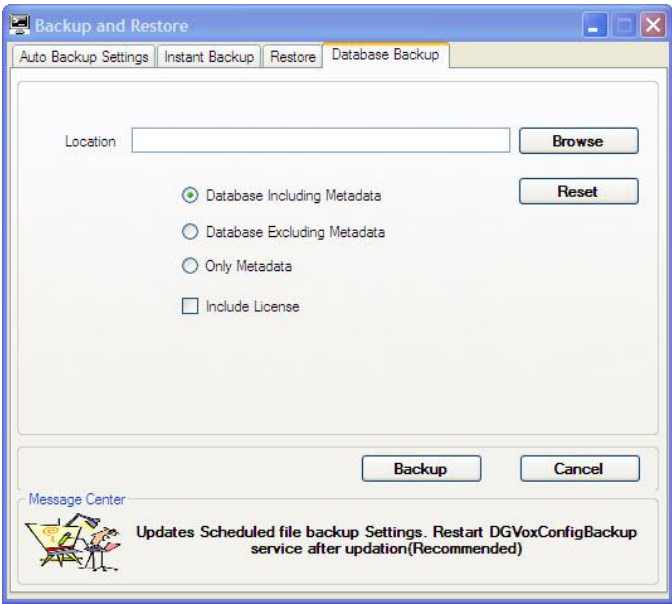 Backup and Restore
Auto Backup Settings Instant Backup Restore Database Backup
Location Browse
Database Including Metadata Reset
Database Excluding Metadata
Only Metadata
Include License
Backup Cancel
Message Center
Updates Scheduled file backup Settings. Restart DGVoxConfigBackup
service after updation(Recommended)